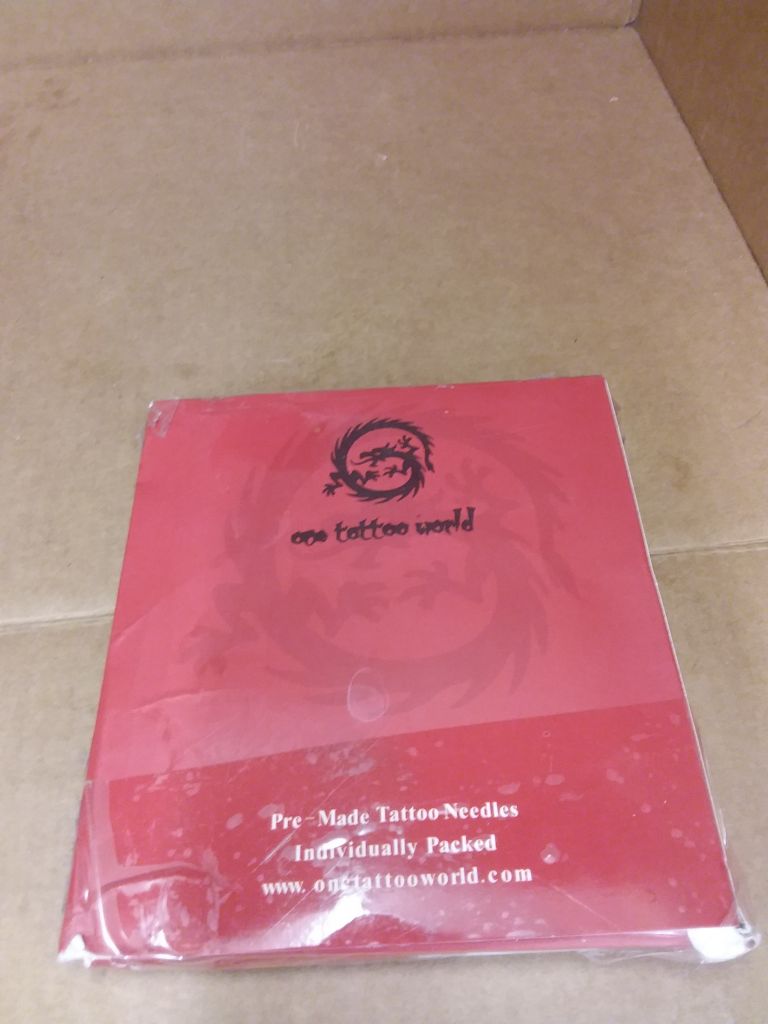 one tattoo world
Pre-Made Tattoo Needles
Individually Packed
www.onetattooworld.com